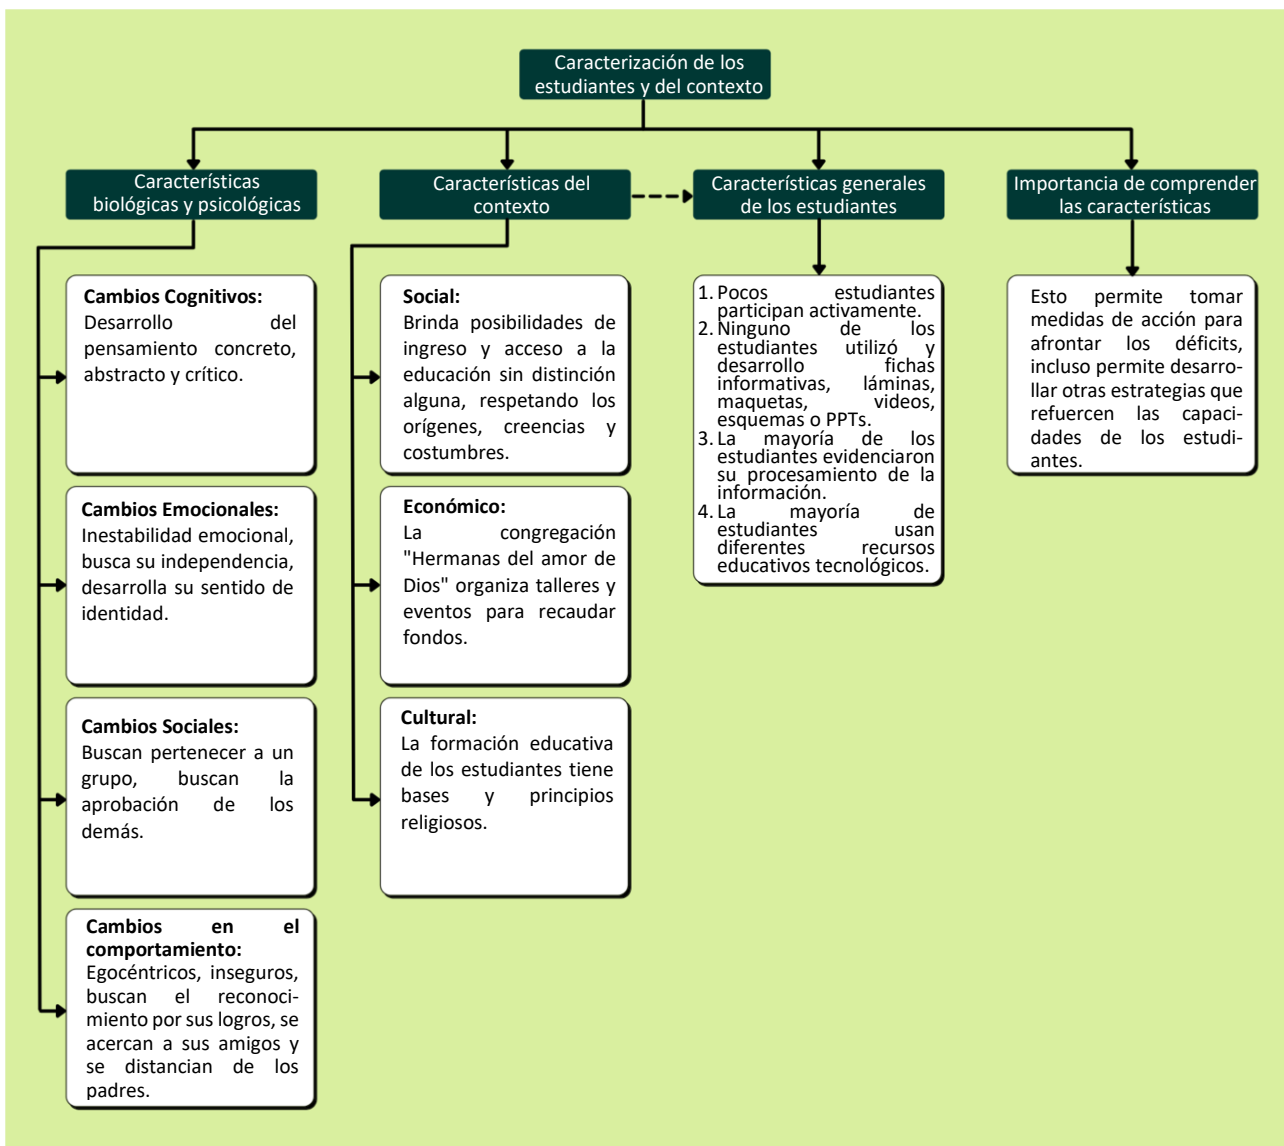 Caracterización de los
estudiantes y del contexto
Características
biológicas y psicológicas
Características del
contexto
Características generales
de los estudiantes
Importancia de comprender
las características
Cambios Cognitivos:
Desarrollo del
pensamiento concreto,
abstracto y crítico.
Cambios Emocionales:
Inestabilidad emocional,
busca su independencia,
desarrolla su sentido de
identidad.
Cambios Sociales:
Buscan pertenecer a un
grupo, buscan la
aprobación de los
demás.
Cambios en el
comportamiento:
Egocéntricos, inseguros,
buscan el reconoci-
miento por sus logros, se
acercan a sus amigos y
se distancian de los
padres.
Social:
Brinda posibilidades de
ingreso y acceso a la
educación sin distinción
alguna, respetando los
orígenes, creencias y
costumbres.
Económico:
La congregación
"Hermanas del amor de
Dios" organiza talleres y
eventos para recaudar
fondos.
Cultural:
La formación educativa
de los estudiantes tiene
bases y principios
religiosos.
1. Pocos estudiantes
participan activamente.
2. Ninguno de los
estudiantes utilizó y
desarrollo fichas
informativas, láminas,
maquetas, videos,
esquemas o PPTs.
3. La mayoría de los
estudiantes evidenciaron
su procesamiento de la
información.
4. La mayoría de
estudiantes usan
diferentes recursos
educativos tecnológicos.
Esto permite tomar
medidas de acción para
afrontar los déficits,
incluso permite desarro-
llar otras estrategias que
refuercen las capaci-
dades de los estudi-
antes.